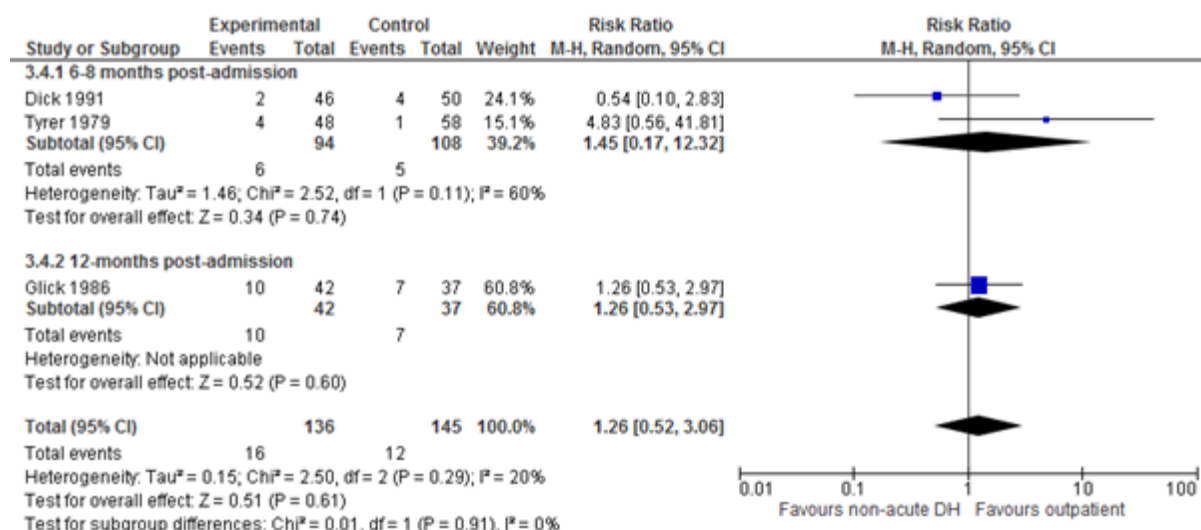 Experimental Control Risk Ratio Risk Ratio
Study or Subgroup Events Total Events Total Weight M-H, Random, 95% CI M-H, Random, 95% CI
3.4.1 6-8 months post-admission
Dick 1991 2 46 4 50 24.1% 0.54 [0.10, 2.83]
Tyrer 1979 4 48 1 58 15.1% 4.83 [0.56, 41.81]
Subtotal (95% CI) 94 108 39.2% 1.45 [0.17, 12.32]
Total events 6 5
Heterogeneity: Tau² = 1.46; Chi² = 2.52, df = 1 (P = 0.11); I² = 60%
Test for overall effect: Z = 0.34 (P = 0.74)
3.4.2 12-months post-admission
Glick 1986 10 42 7 37 60.8% 1.26 [0.53, 2.97]
Subtotal (95% CI) 42 37 60.8% 1.26 [0.53, 2.97]
Total events 10 7
Heterogeneity: Not applicable
Test for overall effect: Z = 0.52 (P = 0.60)
Total (95% CI) 136 145 100.0% 1.26 [0.52, 3.06]
Total events 16 12
Heterogeneity: Tau² = 0.15; Chi² = 2.50, df = 2 (P = 0.29); I² = 20%
Test for overall effect: Z = 0.51 (P = 0.61)
Test for subgroup differences: Chi² = 0.01, df = 1 (P = 0.91), I² = 0%
0.01 0.1 1 10 100
Favours non-acute DH Favours outpatient